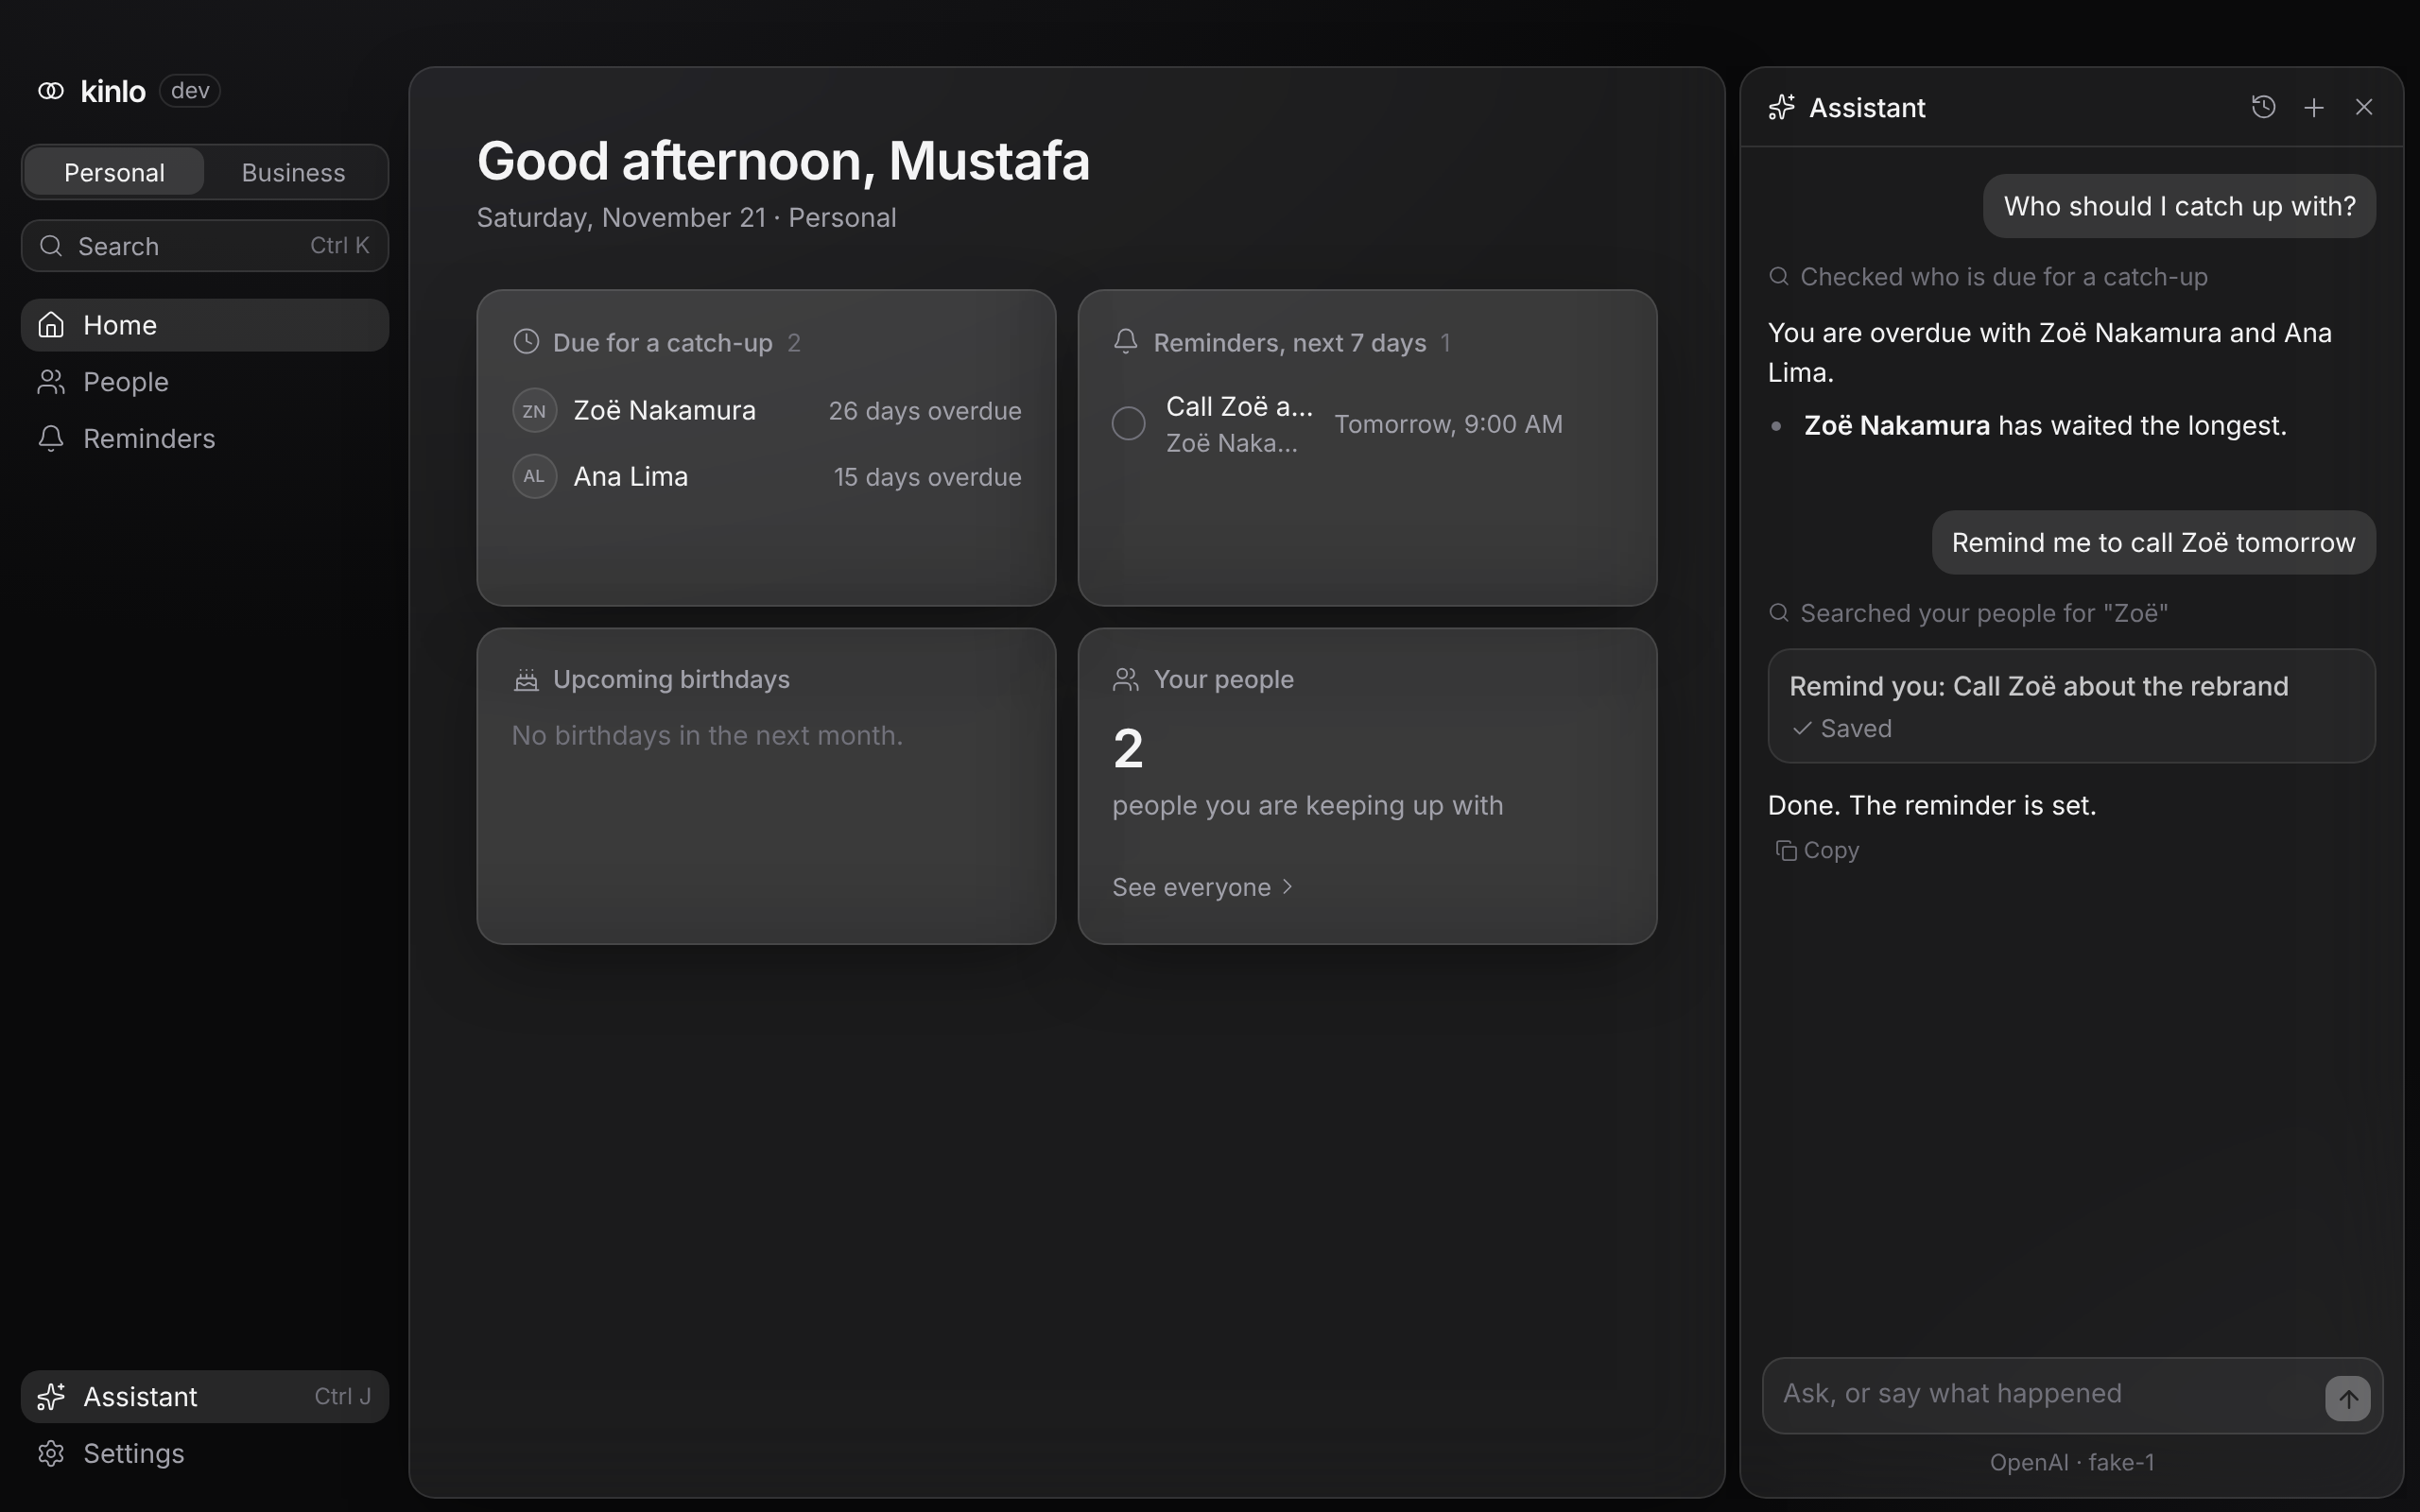 kinlo dev
Personal Business
Search Ctrl K
Home
People
Reminders
Assistant Ctrl J
Settings
Good afternoon, Mustafa
Saturday, November 21 · Personal
Due for a catch-up 2
ZN Zoë Nakamura 26 days overdue
AL Ana Lima 15 days overdue
Reminders, next 7 days 1
Call Zoë a...
Zoë Naka...
Tomorrow, 9:00 AM
Upcoming birthdays
No birthdays in the next month.
Your people
2
people you are keeping up with
See everyone
Assistant
Who should I catch up with?
Checked who is due for a catch-up
You are overdue with Zoë Nakamura and Ana
Lima.
Zoë Nakamura has waited the longest.
Remind me to call Zoë tomorrow
Searched your people for "Zoë"
Remind you: Call Zoë about the rebrand
Saved
Done. The reminder is set.
Copy
Ask, or say what happened
OpenAI · fake-1